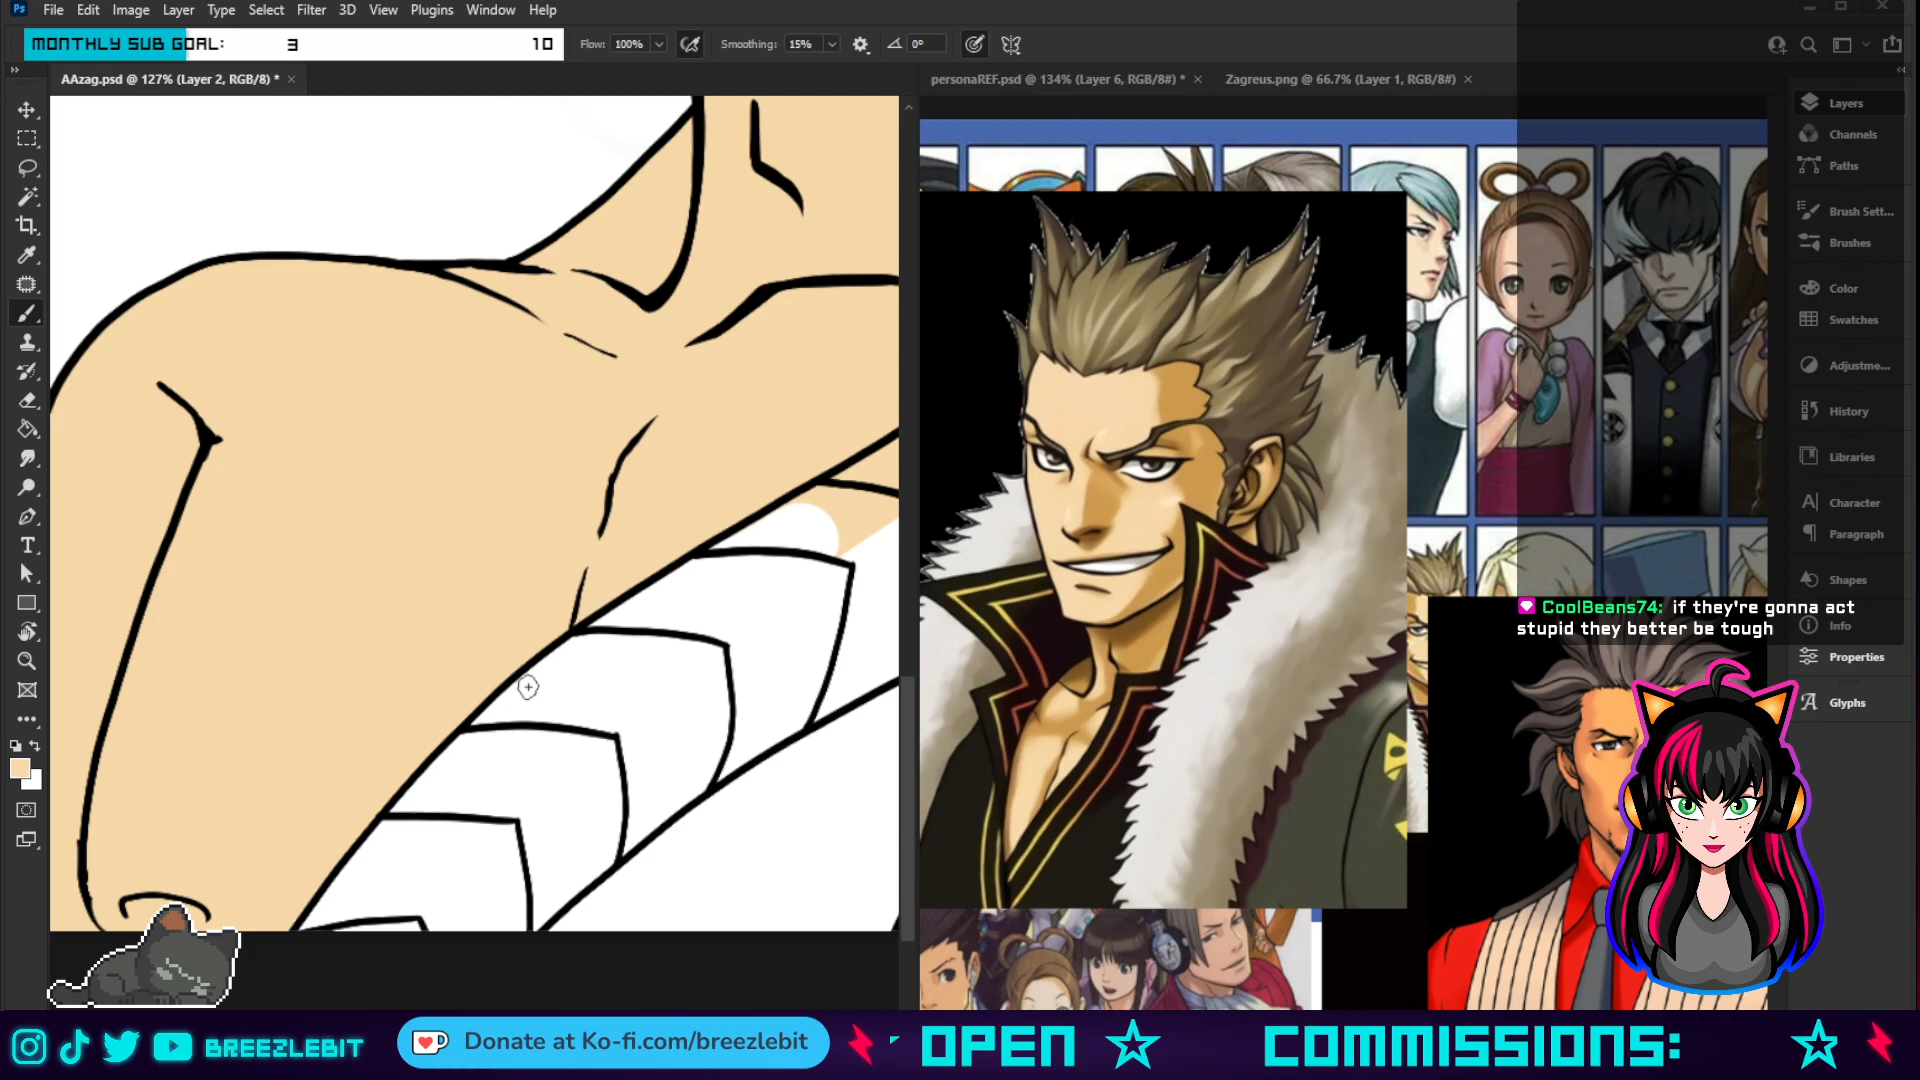 Ps File Edit Image Layer Type Select Filter 3D View Plugins Window Help
MONTHLY SUB GOAL: 3 10
Flow: 100% Smoothing: 15% 0°
AAzag.psd @ 127% (Layer 2, RGB/8) * ×
personaREF.psd @ 134% (Layer 6, RGB/8#) * × Zagreus.png @ 66.7% (Layer 1, RGB/8#) ×
Layers
Channels
Paths
Brush Sett...
Brushes
Color
Swatches
Adjustme...
History
Libraries
Character
Paragraph
Shapes
Info
Properties
Glyphs
CoolBeans74: if they're gonna act
stupid they better be tough
BREEZLEBIT
Donate at Ko-fi.com/breezlebit
OPEN COMMISSIONS: